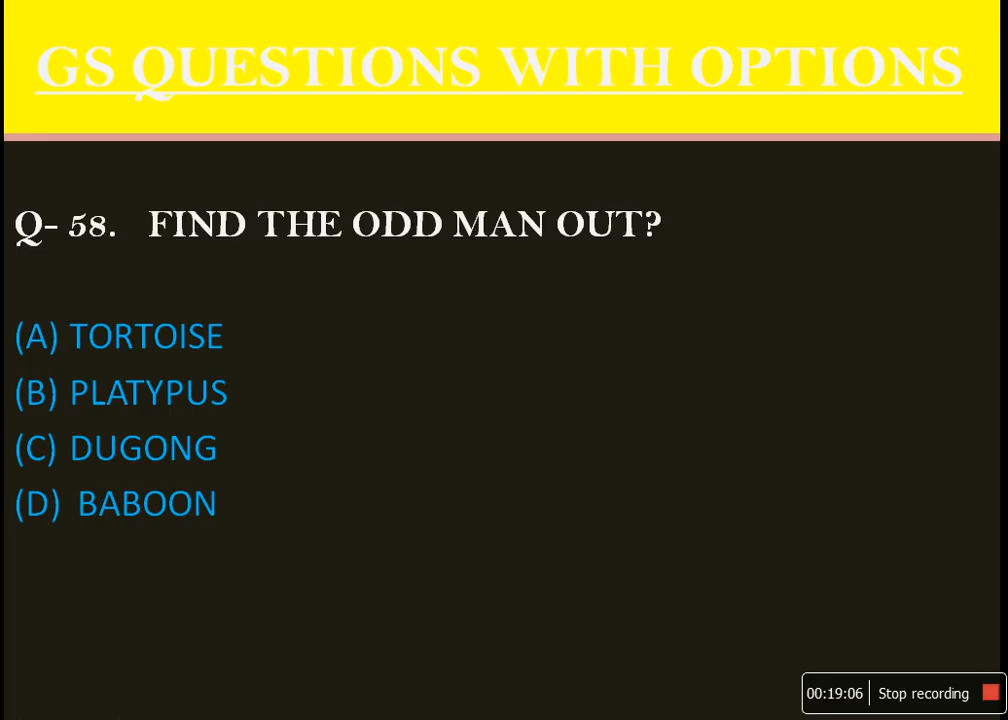 GS QUESTIONS WITH OPTIONS
Q- 58. FIND THE ODD MAN OUT?
(A) TORTOISE
(B) PLATYPUS
(C) DUGONG
(D) BABOON
00:19:06 Stop recording